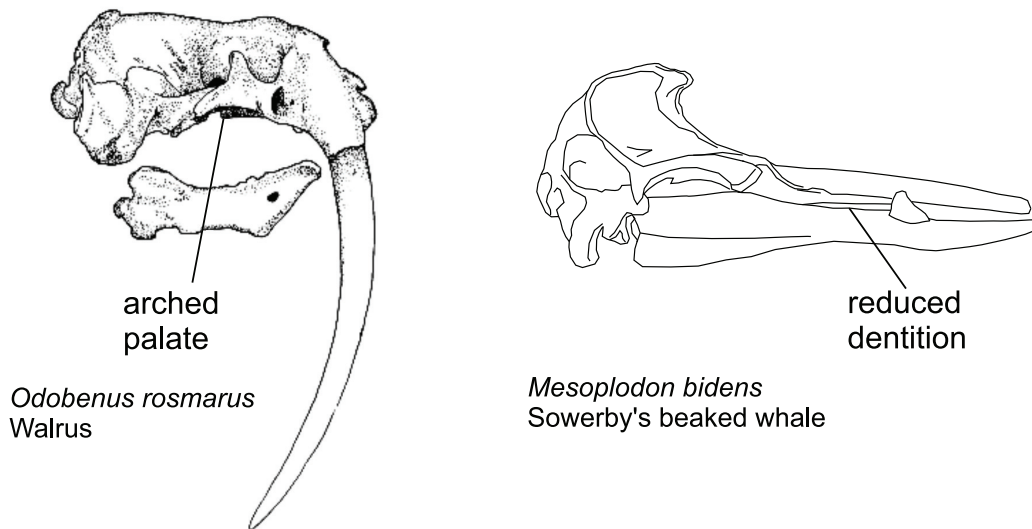 arched
palate
Odobenus rosmarus
Walrus
reduced
dentition
Mesoplodon bidens
Sowerby's beaked whale